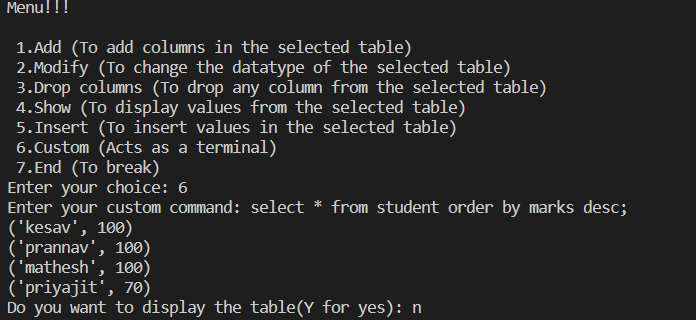 Menu!!!
1.Add (To add columns in the selected table)
2.Modify (To change the datatype of the selected table)
3.Drop columns (To drop any column from the selected table)
4.Show (To display values from the selected table)
5.Insert (To insert values in the selected table)
6.Custom (Acts as a terminal)
7.End (To break)
Enter your choice: 6
Enter your custom command: select * from student order by marks desc;
('kesav', 100)
('prannav', 100)
('mathesh', 100)
('priyajit', 70)
Do you want to display the table(Y for yes): n